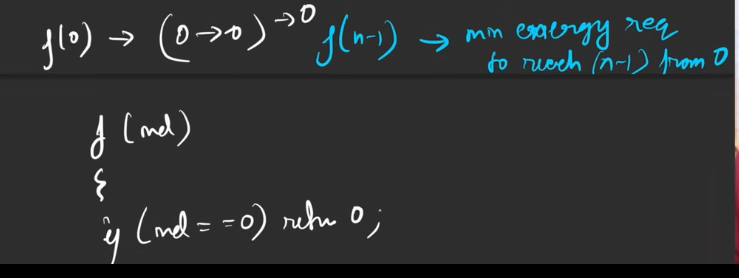 f(0) → (0→0) → 0 f(n-1) → min energy req
to reach (n-1) from 0
f (ind)
{
if (ind == 0) return 0;